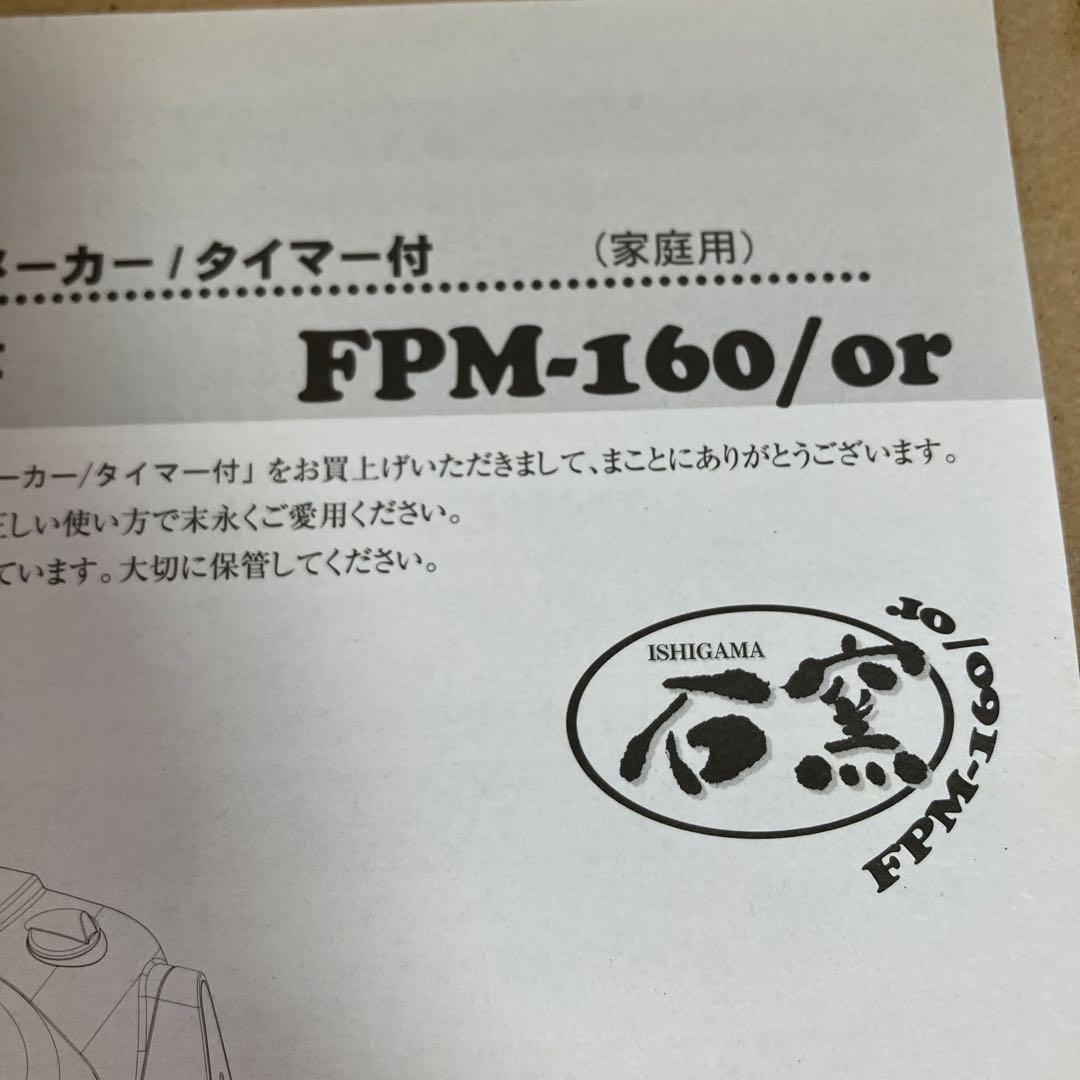 メーカー/タイマー付 （家庭用）
FPM-160/or
ーカー/タイマー付」をお買上げいただきまして、まことにありがとうございます。
正しい使い方で末永くご愛用ください。
ています。大切に保管してください。
ISHIGAMA
石窯
FPM-160/or